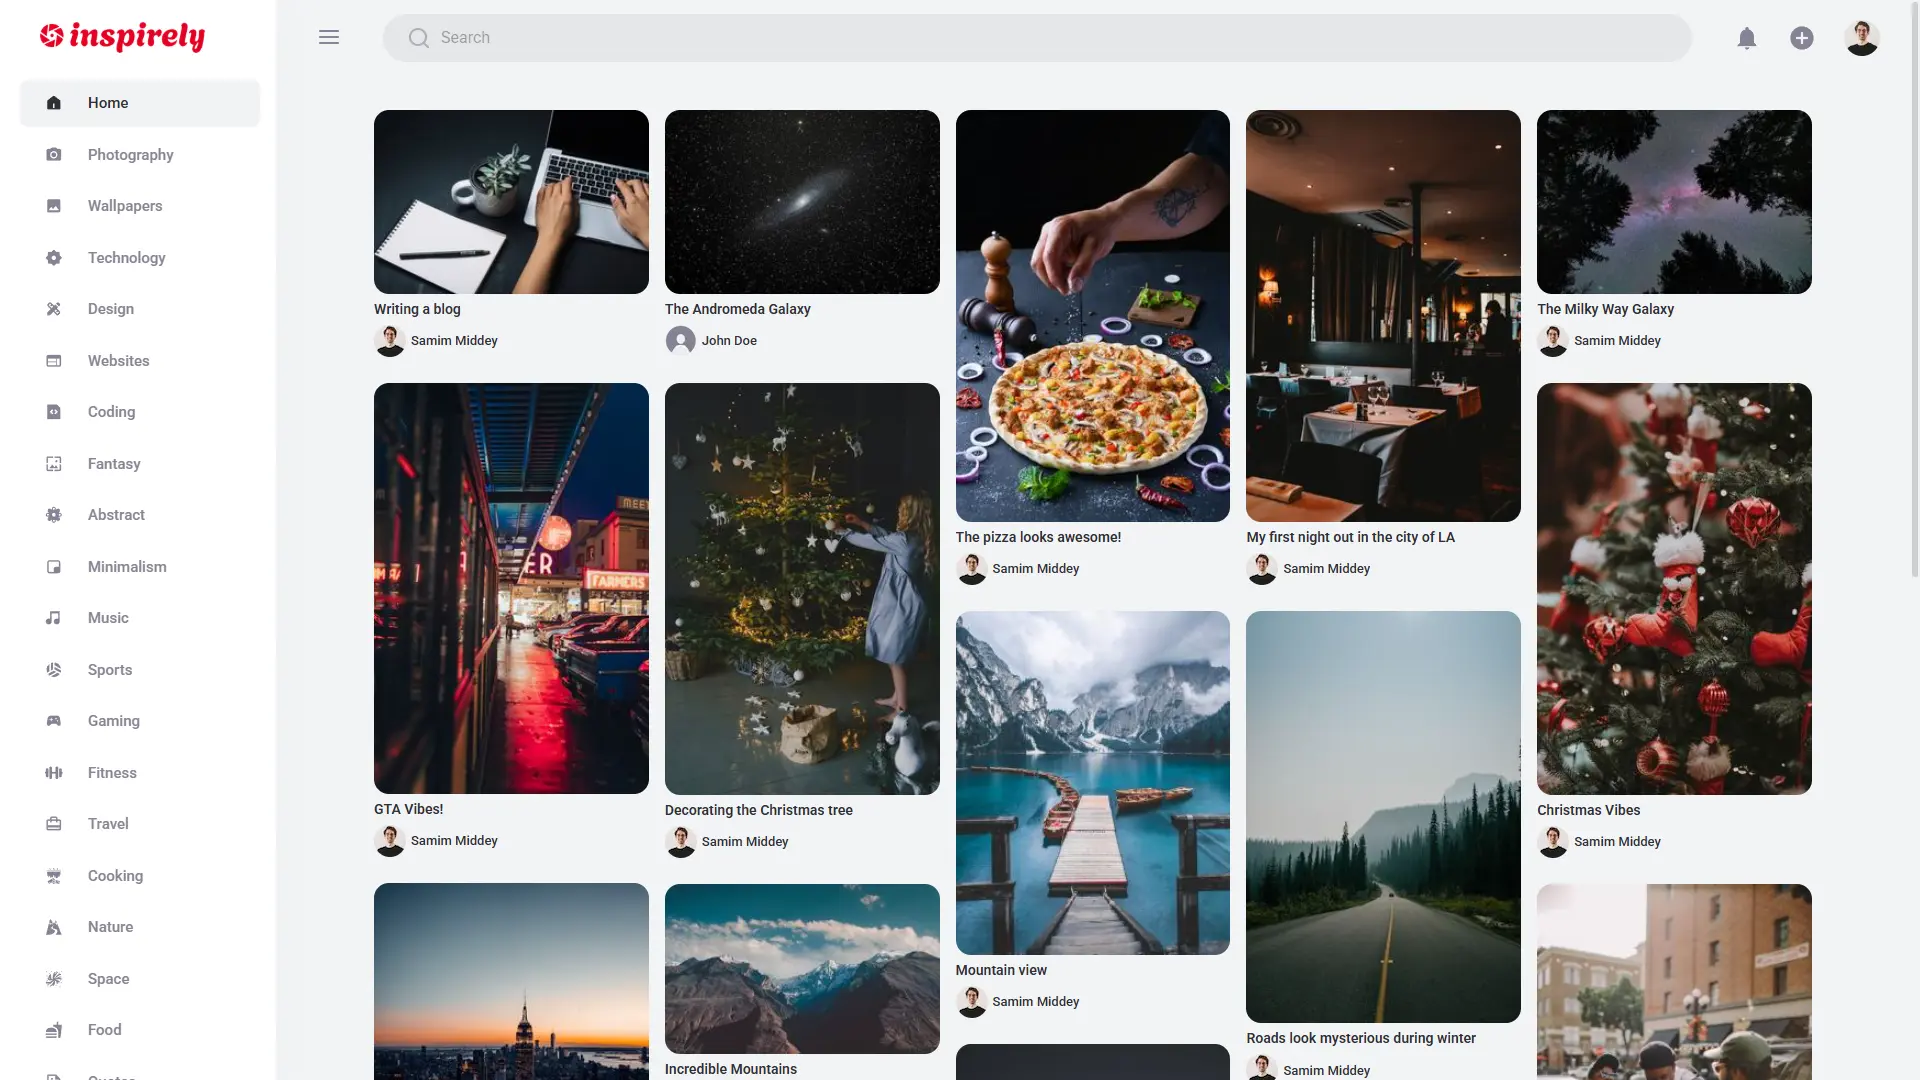 inspirely
Search
Home
Photography
Wallpapers
Technology
Design
Websites
Coding
Fantasy
Abstract
Minimalism
Music
Sports
Gaming
Fitness
Travel
Cooking
Nature
Space
Food
Writing a blog
Samim Middey
The Andromeda Galaxy
John Doe
The pizza looks awesome!
Samim Middey
My first night out in the city of LA
Samim Middey
The Milky Way Galaxy
Samim Middey
MEET
ER
FARMERS
GTA Vibes!
Samim Middey
Decorating the Christmas tree
Samim Middey
Mountain view
Samim Middey
Roads look mysterious during winter
Samim Middey
Christmas Vibes
Samim Middey
Incredible Mountains